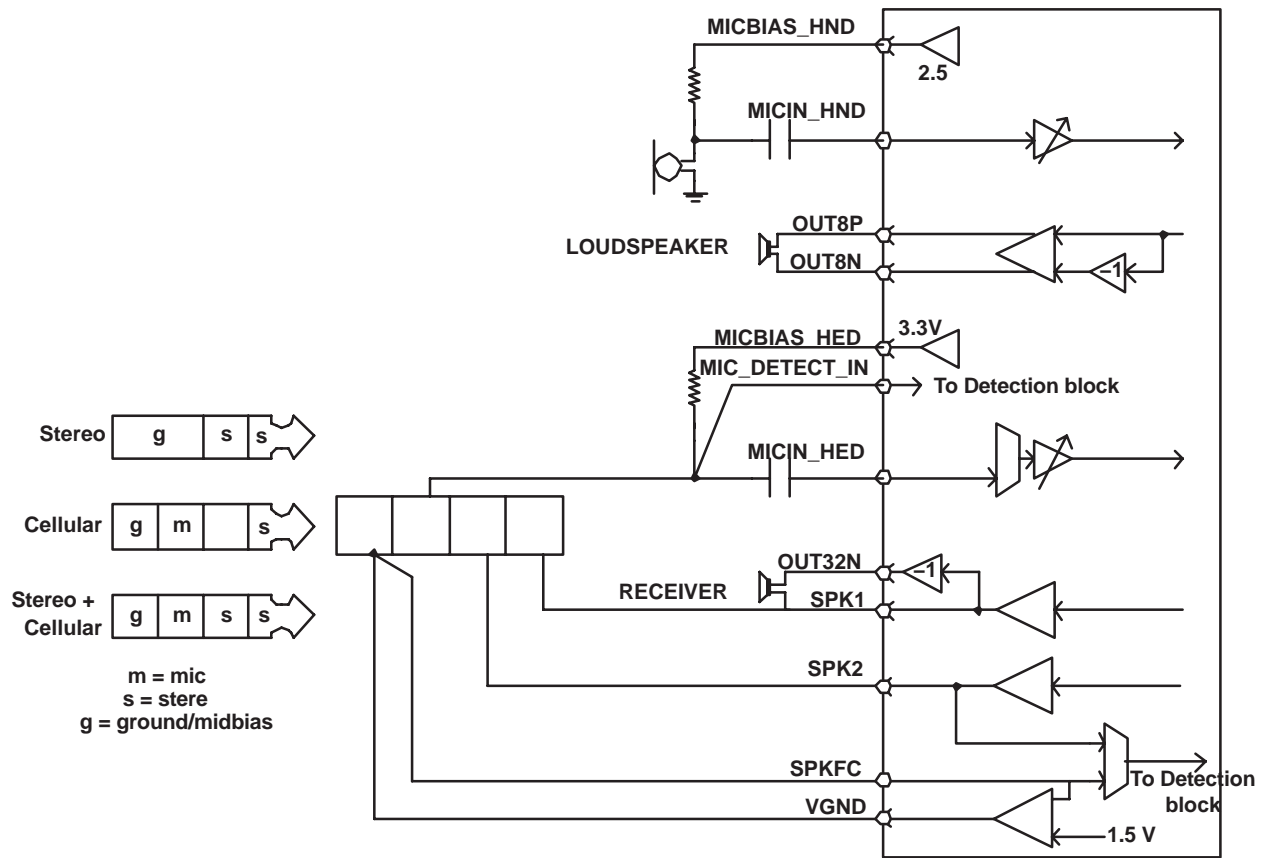 MICBIAS_HND
2.5
MICIN_HND
OUT8P
LOUDSPEAKER
OUT8N
−1
3.3V
MICBIAS_HED
MIC_DETECT_IN
To Detection block
Stereo
g
s
s
MICIN_HED
Cellular
g
m
s
OUT32N
−1
RECEIVER
SPK1
Stereo +
Cellular
g
m
s
s
m = mic
s = stere
g = ground/midbias
SPK2
SPKFC
To Detection
block
VGND
1.5 V